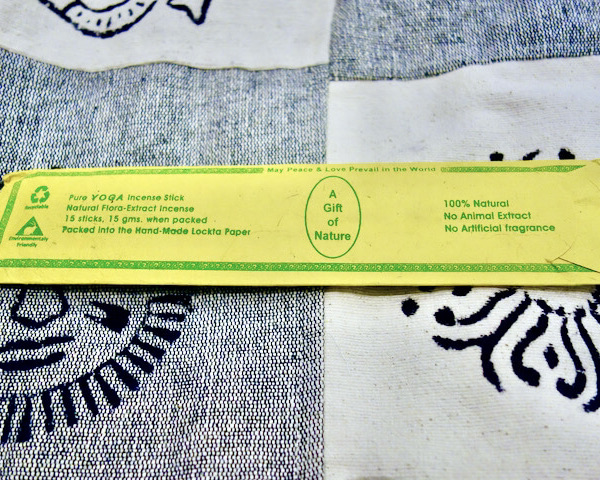 May Peace & Love Prevail in the World
Recyclable
Environmentally
Friendly
Pure YOGA Incense Stick
Natural Flora-Extract Incense
15 sticks, 15 gms. when packed
Packed into the Hand-Made Lockta Paper
A
Gift
of
Nature
100% Natural
No Animal Extract
No Artificial fragrance